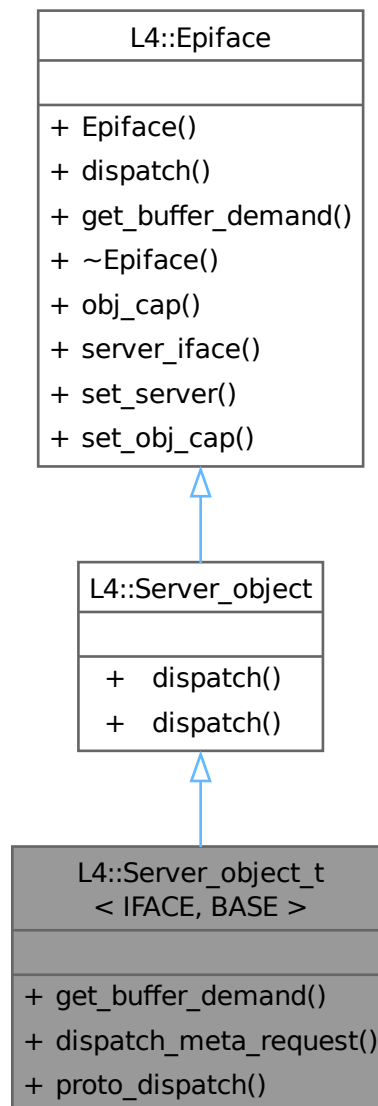 L4::Epiface
+ Epiface()
+ dispatch()
+ get_buffer_demand()
+ ~Epiface()
+ obj_cap()
+ server_iface()
+ set_server()
+ set_obj_cap()
L4::Server_object
+ dispatch()
+ dispatch()
L4::Server_object_t
< IFACE, BASE >
+ get_buffer_demand()
+ dispatch_meta_request()
+ proto_dispatch()